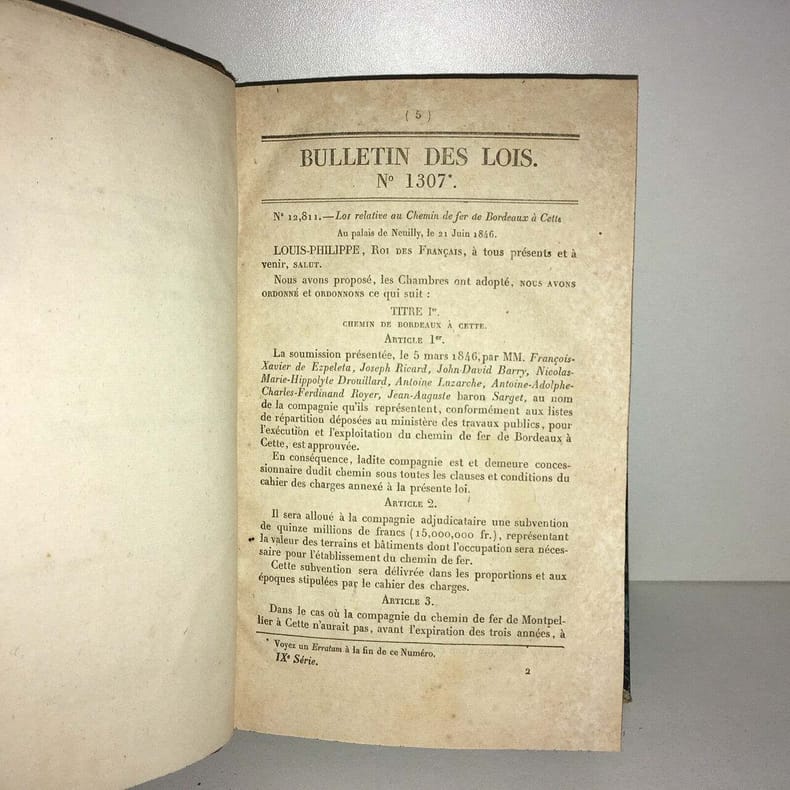 ( 5 )
BULLETIN DES LOIS.
N° 1307*.
N° 12,811.—Loi relative au Chemin de fer de Bordeaux à Cette
Au palais de Neuilly, le 21 Juin 1846.
LOUIS-PHILIPPE, Roi des Français, à tous présents et à
venir, salut.
Nous avons proposé, les Chambres ont adopté, nous avons
ordonné et ordonnons ce qui suit :
TITRE Ier.
CHEMIN DE BORDEAUX À CETTE.
Article 1er.
La soumission présentée, le 5 mars 1846, par MM. François-
Xavier de Ezpeleta, Joseph Ricard, John-David Barry, Nicolas-
Marie-Hippolyte Drouillard, Antoine Lazarche, Antoine-Adolphe-
Charles-Ferdinand Royer, Jean-Auguste baron Sarget, au nom
de la compagnie qu'ils représentent, conformément aux listes
de répartition déposées au ministère des travaux publics, pour
l'exécution et l'exploitation du chemin de fer de Bordeaux à
Cette, est approuvée.
En conséquence, ladite compagnie est et demeure conces-
sionnaire dudit chemin sous toutes les clauses et conditions du
cahier des charges annexé à la présente loi.
Article 2.
Il sera alloué à la compagnie adjudicataire une subvention
de quinze millions de francs (15,000,000 fr.), représentant
la valeur des terrains et bâtiments dont l'occupation sera néces-
saire pour l'établissement du chemin de fer.
Cette subvention sera délivrée dans les proportions et aux
époques stipulées par le cahier des charges.
Article 3.
Dans le cas où la compagnie du chemin de fer de Montpel-
lier à Cette n'aurait pas, avant l'expiration des trois années, à
* Voyez un Erratum à la fin de ce Numéro.
IXe Série.
2